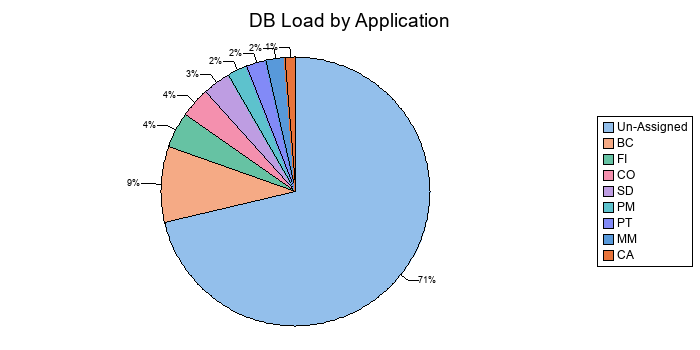 DB Load by Application
1%
2%
2%
2%
3%
4%
4%
9%
71%
Un-Assigned
BC
FI
CO
SD
PM
PT
MM
CA